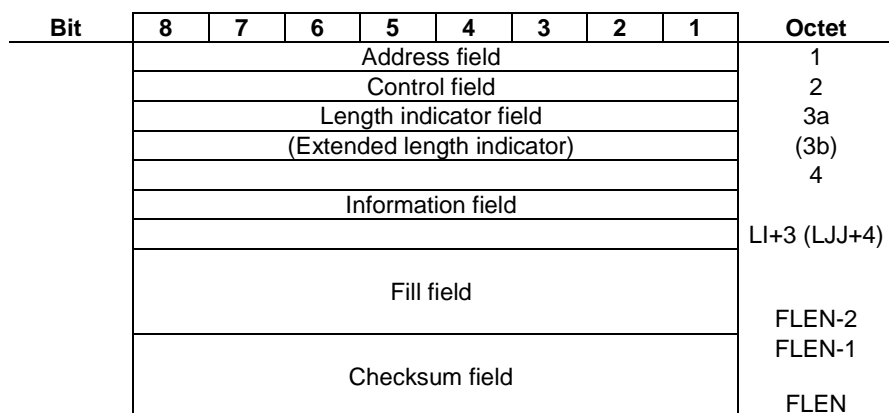 Bit 8 7 6 5 4 3 2 1 Octet
Address field 1
Control field 2
Length indicator field 3a
(Extended length indicator) (3b)
4
Information field
LI+3 (LJJ+4)
Fill field
FLEN-2
FLEN-1
Checksum field
FLEN